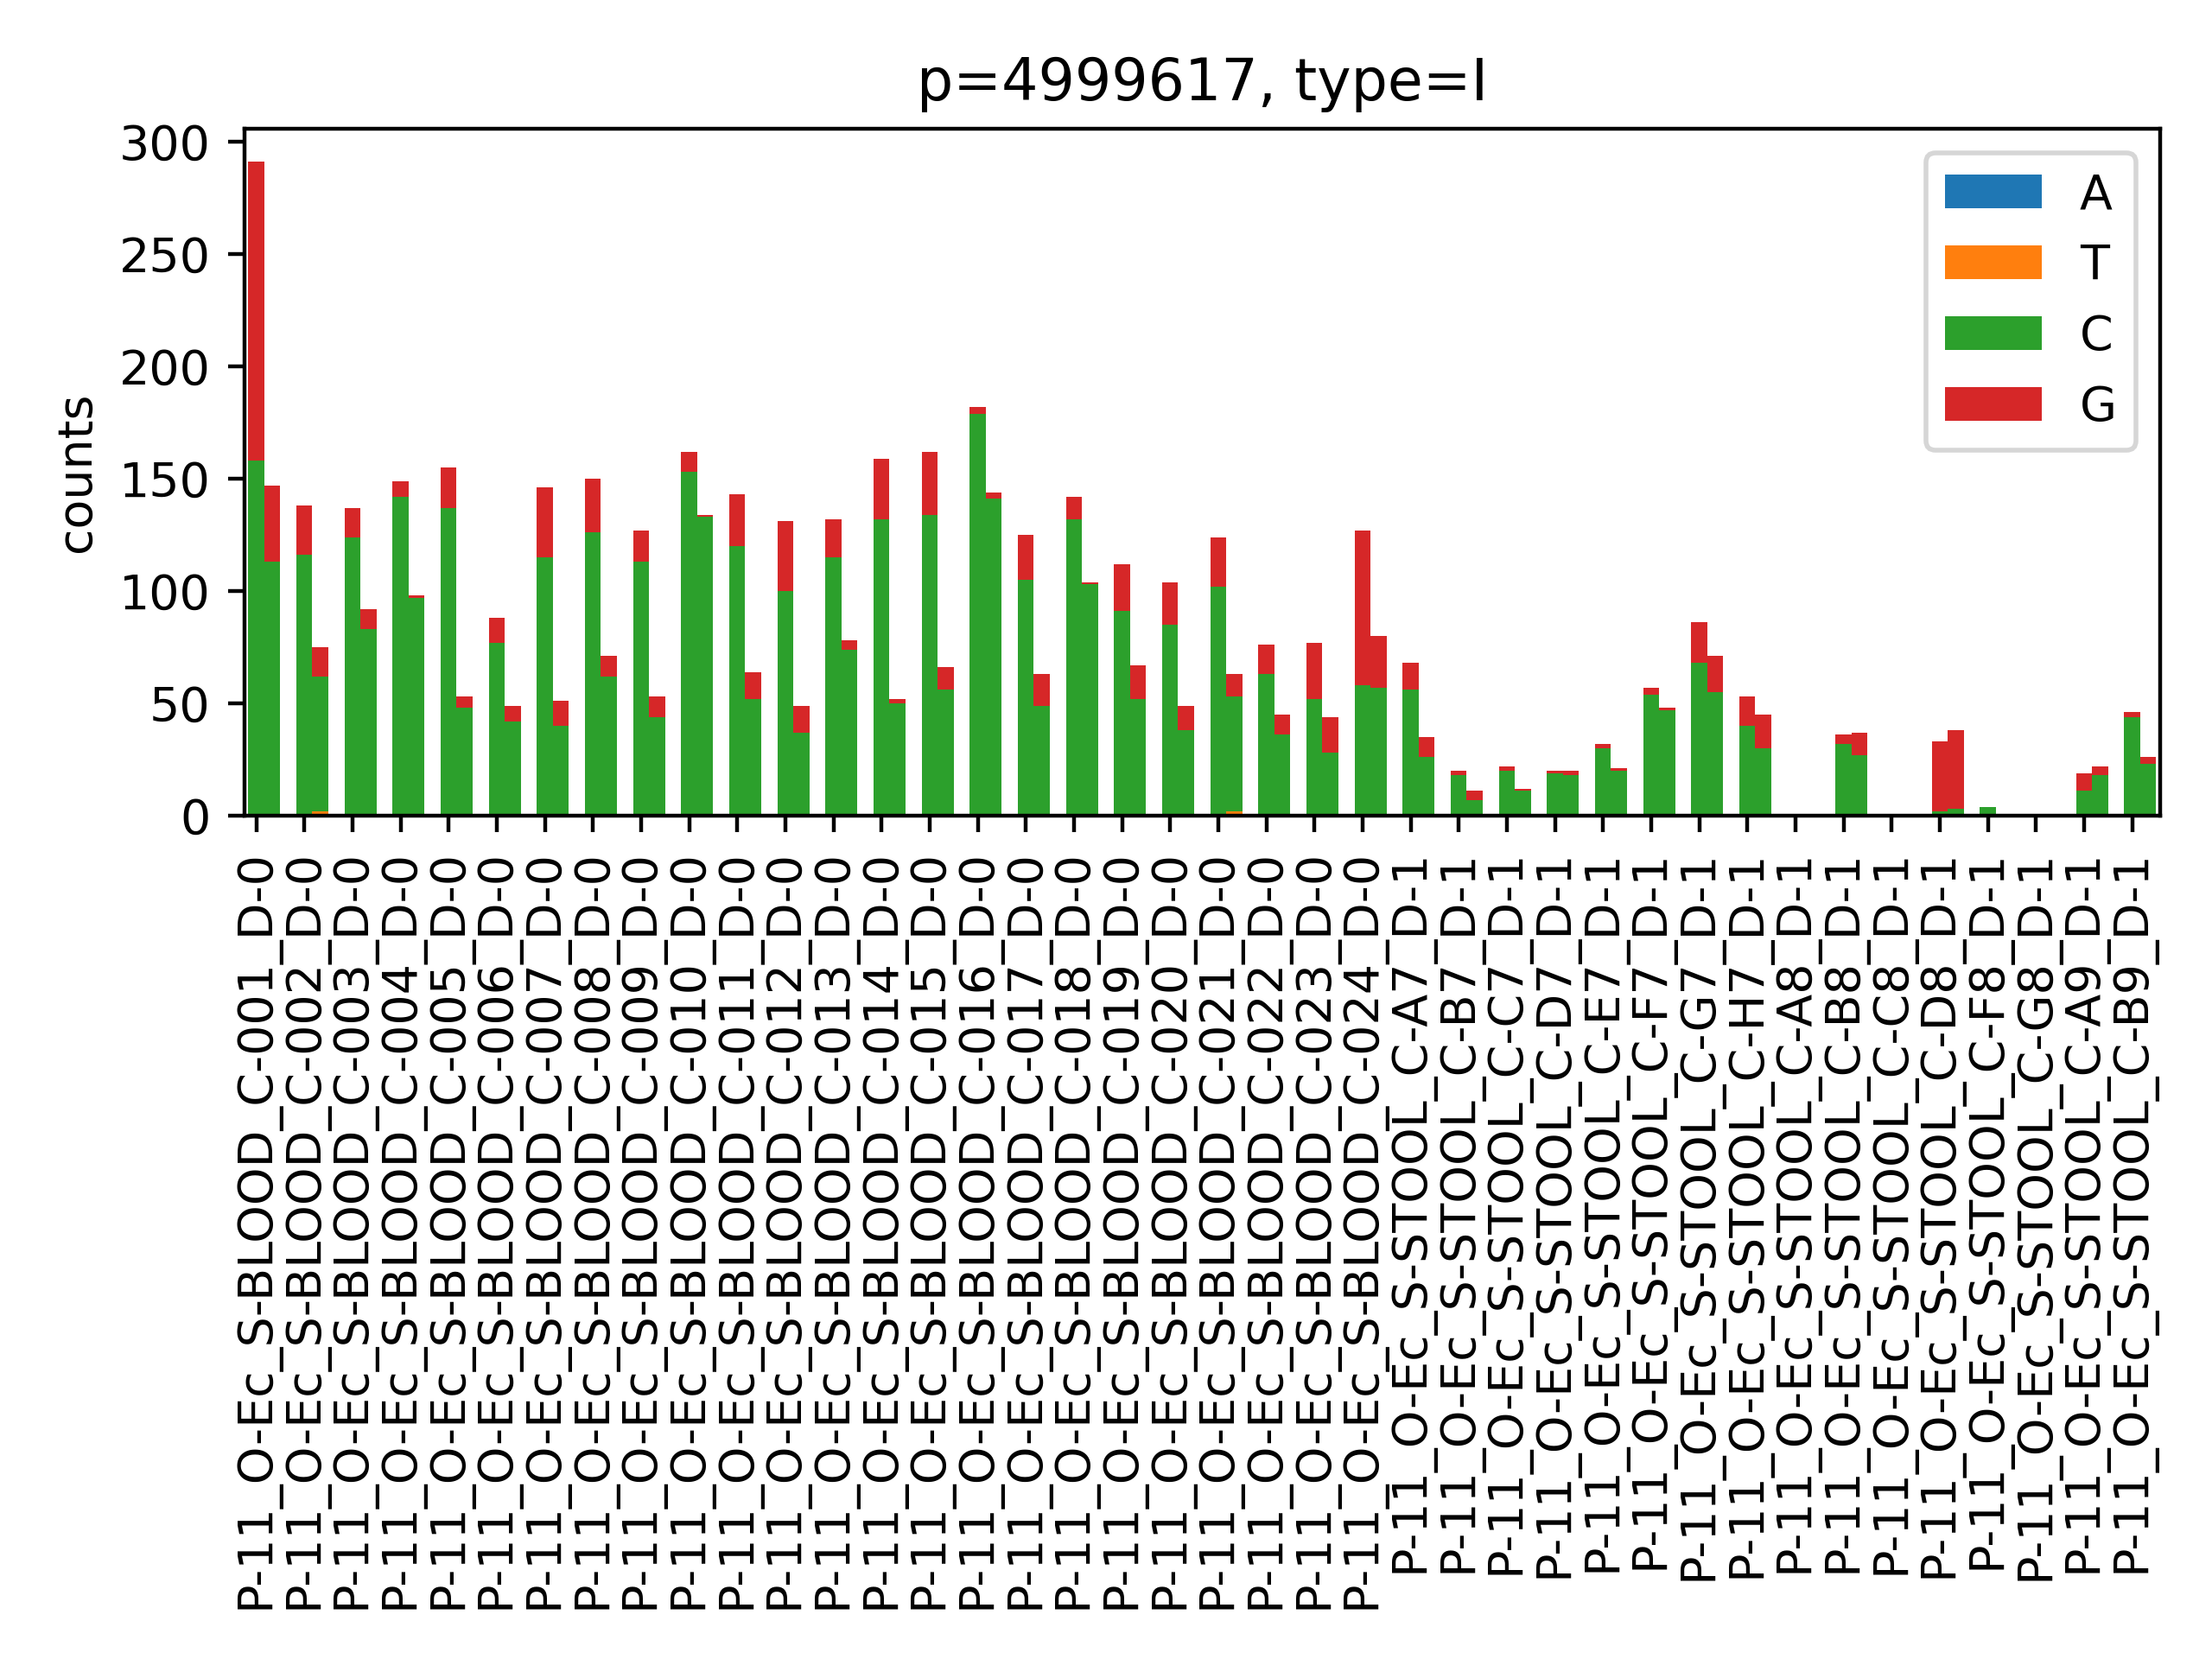 p=4999617, type=I
300
250
200
150
100
50
0
counts
A
T
C
G
P-11_O-Ec_S-BLOOD_C-001_D-0
P-11_O-Ec_S-BLOOD_C-002_D-0
P-11_O-Ec_S-BLOOD_C-003_D-0
P-11_O-Ec_S-BLOOD_C-004_D-0
P-11_O-Ec_S-BLOOD_C-005_D-0
P-11_O-Ec_S-BLOOD_C-006_D-0
P-11_O-Ec_S-BLOOD_C-007_D-0
P-11_O-Ec_S-BLOOD_C-008_D-0
P-11_O-Ec_S-BLOOD_C-009_D-0
P-11_O-Ec_S-BLOOD_C-010_D-0
P-11_O-Ec_S-BLOOD_C-011_D-0
P-11_O-Ec_S-BLOOD_C-012_D-0
P-11_O-Ec_S-BLOOD_C-013_D-0
P-11_O-Ec_S-BLOOD_C-014_D-0
P-11_O-Ec_S-BLOOD_C-015_D-0
P-11_O-Ec_S-BLOOD_C-016_D-0
P-11_O-Ec_S-BLOOD_C-017_D-0
P-11_O-Ec_S-BLOOD_C-018_D-0
P-11_O-Ec_S-BLOOD_C-019_D-0
P-11_O-Ec_S-BLOOD_C-020_D-0
P-11_O-Ec_S-BLOOD_C-021_D-0
P-11_O-Ec_S-BLOOD_C-022_D-0
P-11_O-Ec_S-BLOOD_C-023_D-0
P-11_O-Ec_S-BLOOD_C-024_D-0
P-11_O-Ec_S-STOOL_C-A7_D-1
P-11_O-Ec_S-STOOL_C-B7_D-1
P-11_O-Ec_S-STOOL_C-C7_D-1
P-11_O-Ec_S-STOOL_C-D7_D-1
P-11_O-Ec_S-STOOL_C-E7_D-1
P-11_O-Ec_S-STOOL_C-F7_D-1
P-11_O-Ec_S-STOOL_C-G7_D-1
P-11_O-Ec_S-STOOL_C-H7_D-1
P-11_O-Ec_S-STOOL_C-A8_D-1
P-11_O-Ec_S-STOOL_C-B8_D-1
P-11_O-Ec_S-STOOL_C-C8_D-1
P-11_O-Ec_S-STOOL_C-D8_D-1
P-11_O-Ec_S-STOOL_C-F8_D-1
P-11_O-Ec_S-STOOL_C-G8_D-1
P-11_O-Ec_S-STOOL_C-A9_D-1
P-11_O-Ec_S-STOOL_C-B9_D-1